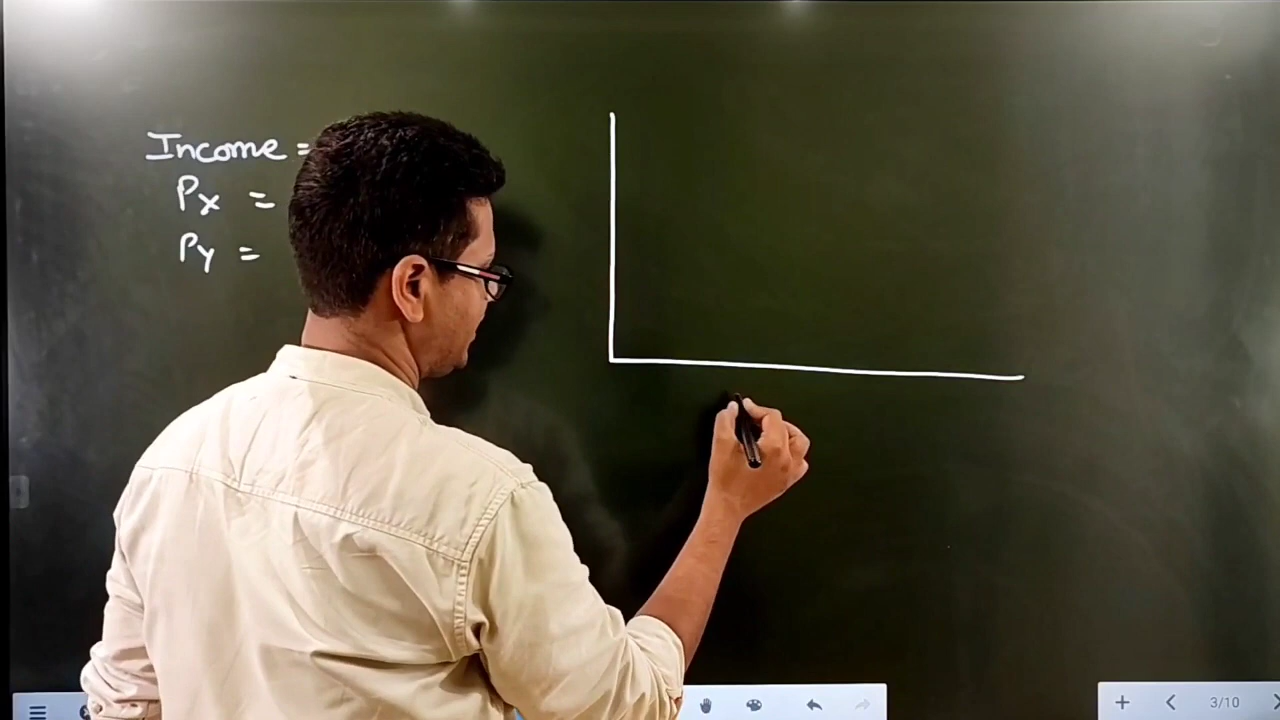 Income =
Px =
Py =
3/10